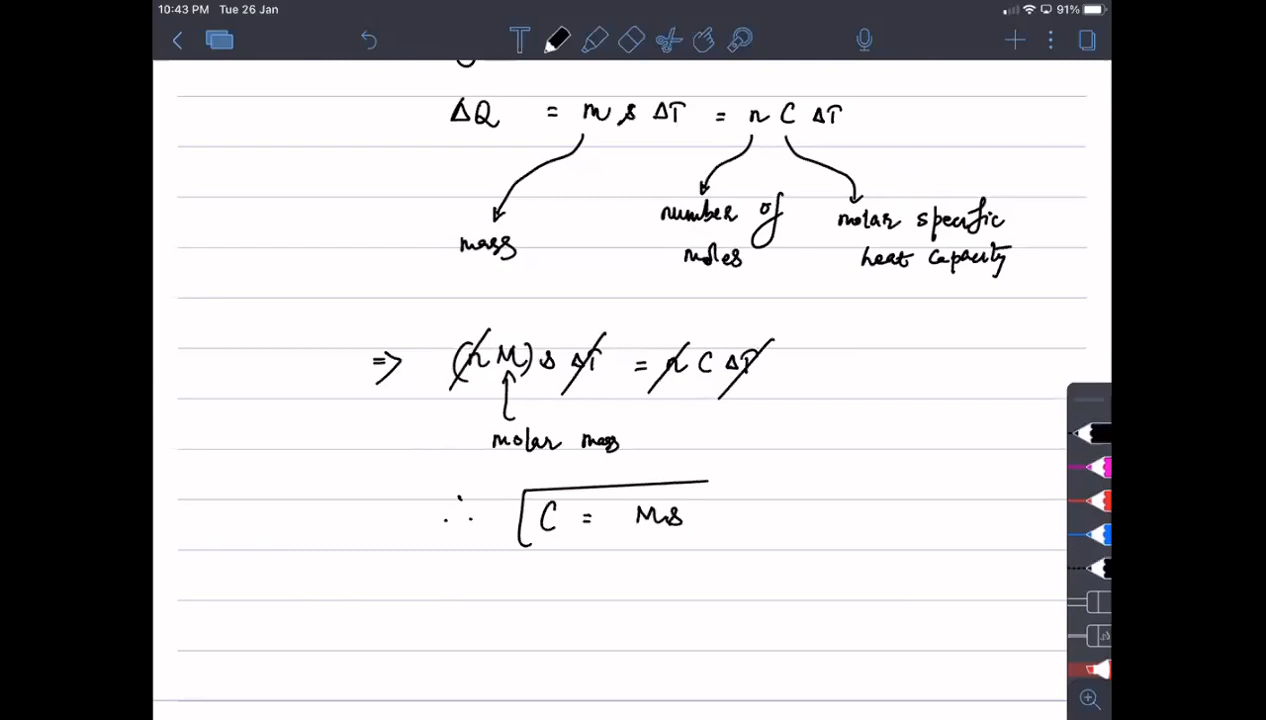 10:43 PM Tue 26 Jan 91%
ΔQ = m s ΔT = n C ΔT
mass
number of moles
molar specific heat capacity
=> (n M) s ΔT = n C ΔT
molar mass
∴ C = Ms